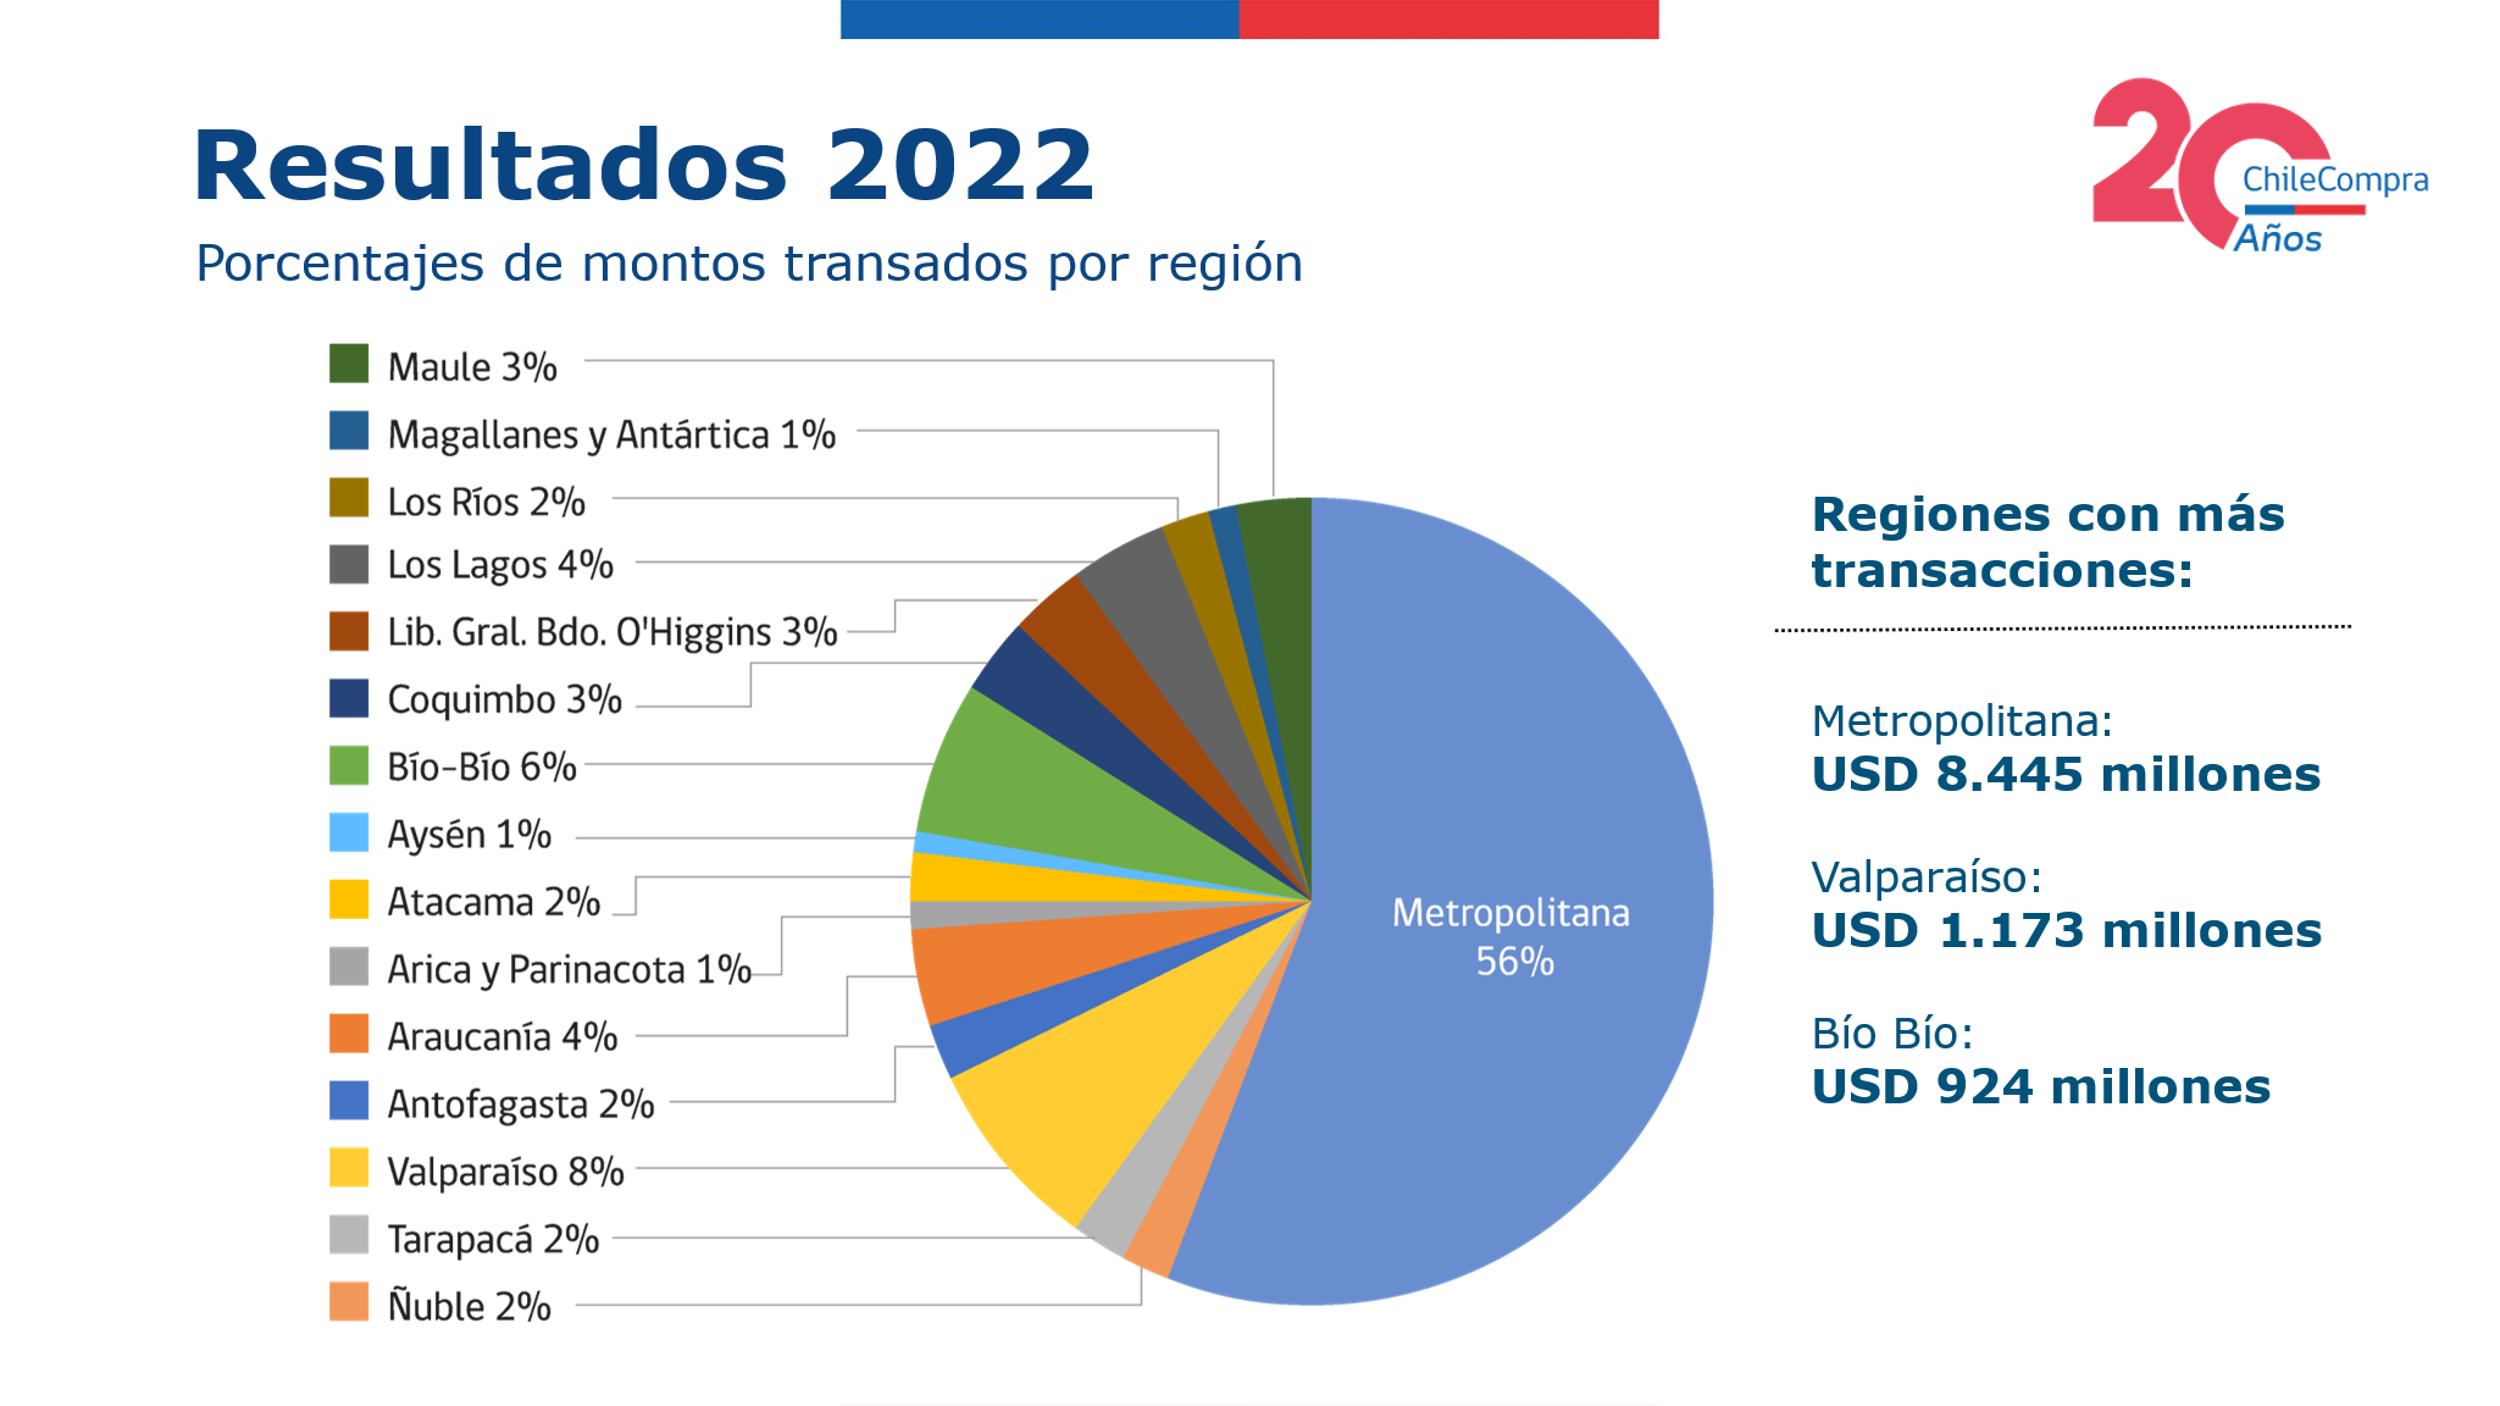 Resultados 2022
Porcentajes de montos transados por región
20
ChileCompra
Años
Maule 3%
Magallanes y Antártica 1%
Los Ríos 2%
Los Lagos 4%
Lib. Gral. Bdo. O'Higgins 3%
Coquimbo 3%
Bío-Bío 6%
Aysén 1%
Atacama 2%
Arica y Parinacota 1%
Araucanía 4%
Antofagasta 2%
Valparaíso 8%
Tarapacá 2%
Ñuble 2%
Metropolitana
56%
Regiones con más
transacciones:
Metropolitana:
USD 8.445 millones
Valparaíso:
USD 1.173 millones
Bío Bío:
USD 924 millones